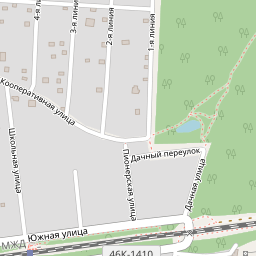 4-я линия
3-я линия
2-я линия
1-я линия
Кооперативная улица
Школьная улица
Пионерская улица
Дачный переулок
Дачная улица
Южная улица
МЖД
46К-1410